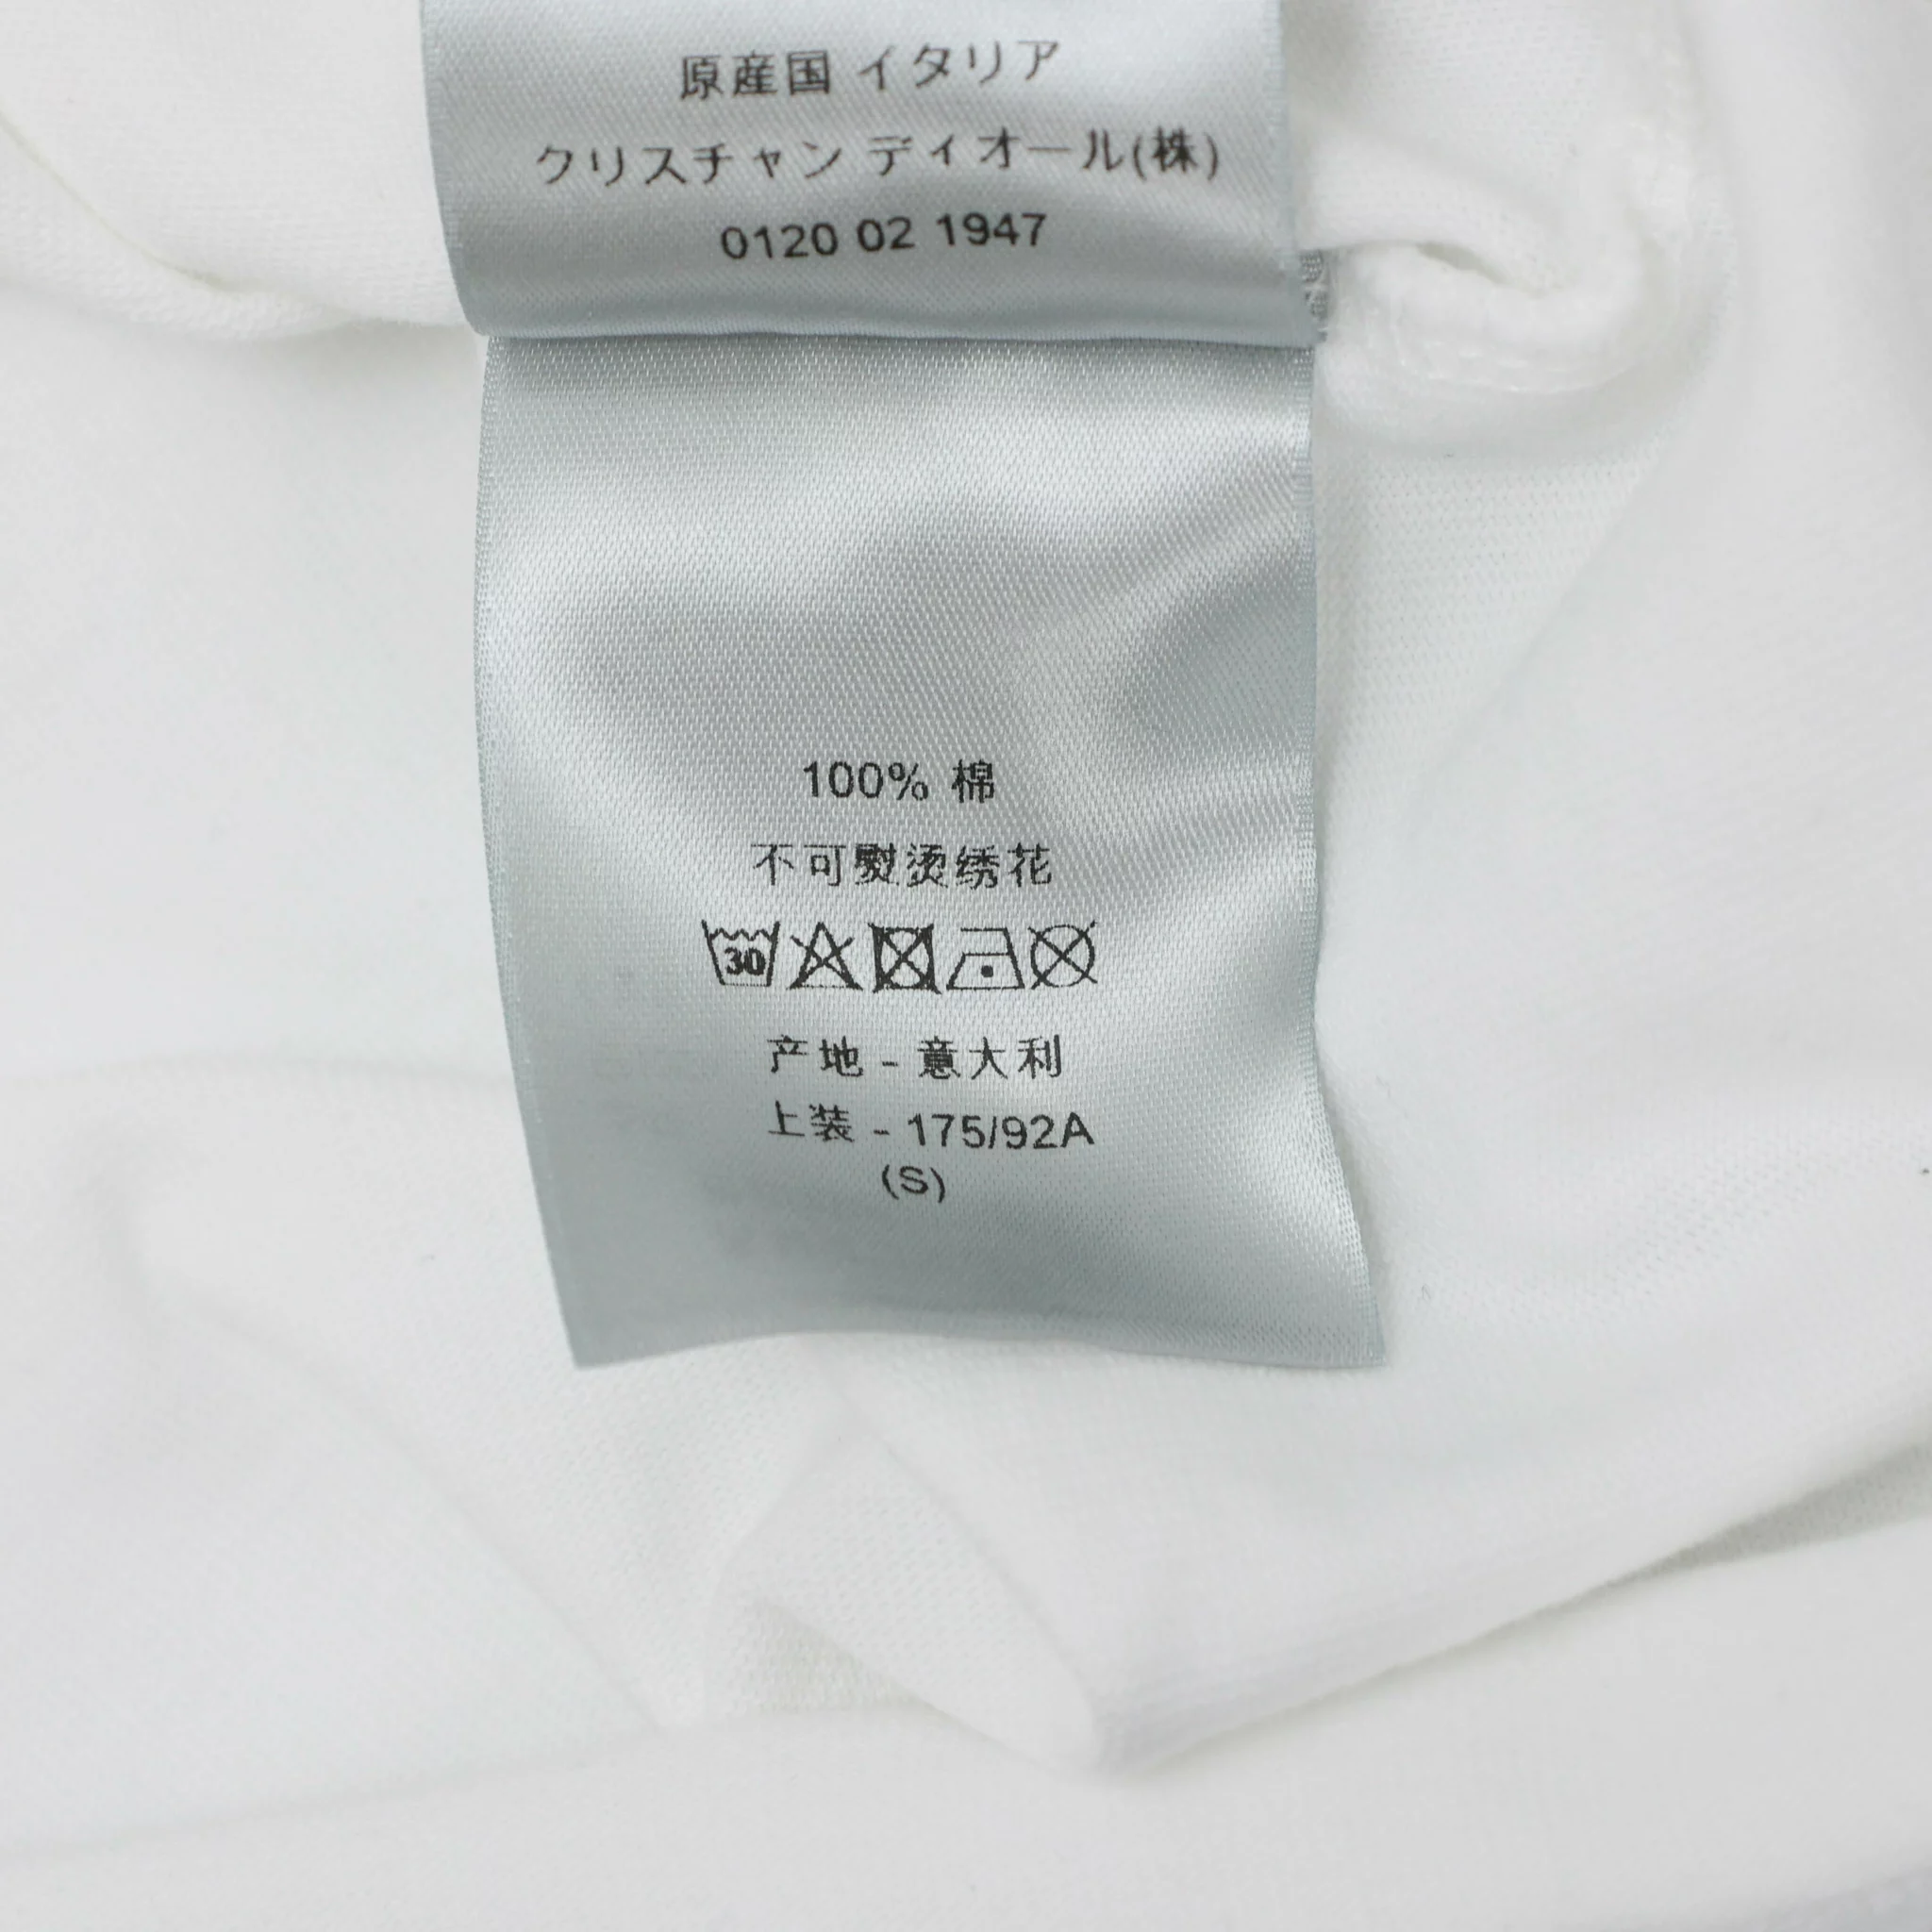 原産国 イタリア
クリスチャン ディオール(株)
0120 02 1947
100% 棉
不可熨烫绣花
30
产地 - 意大利
上装 - 175/92A
(S)